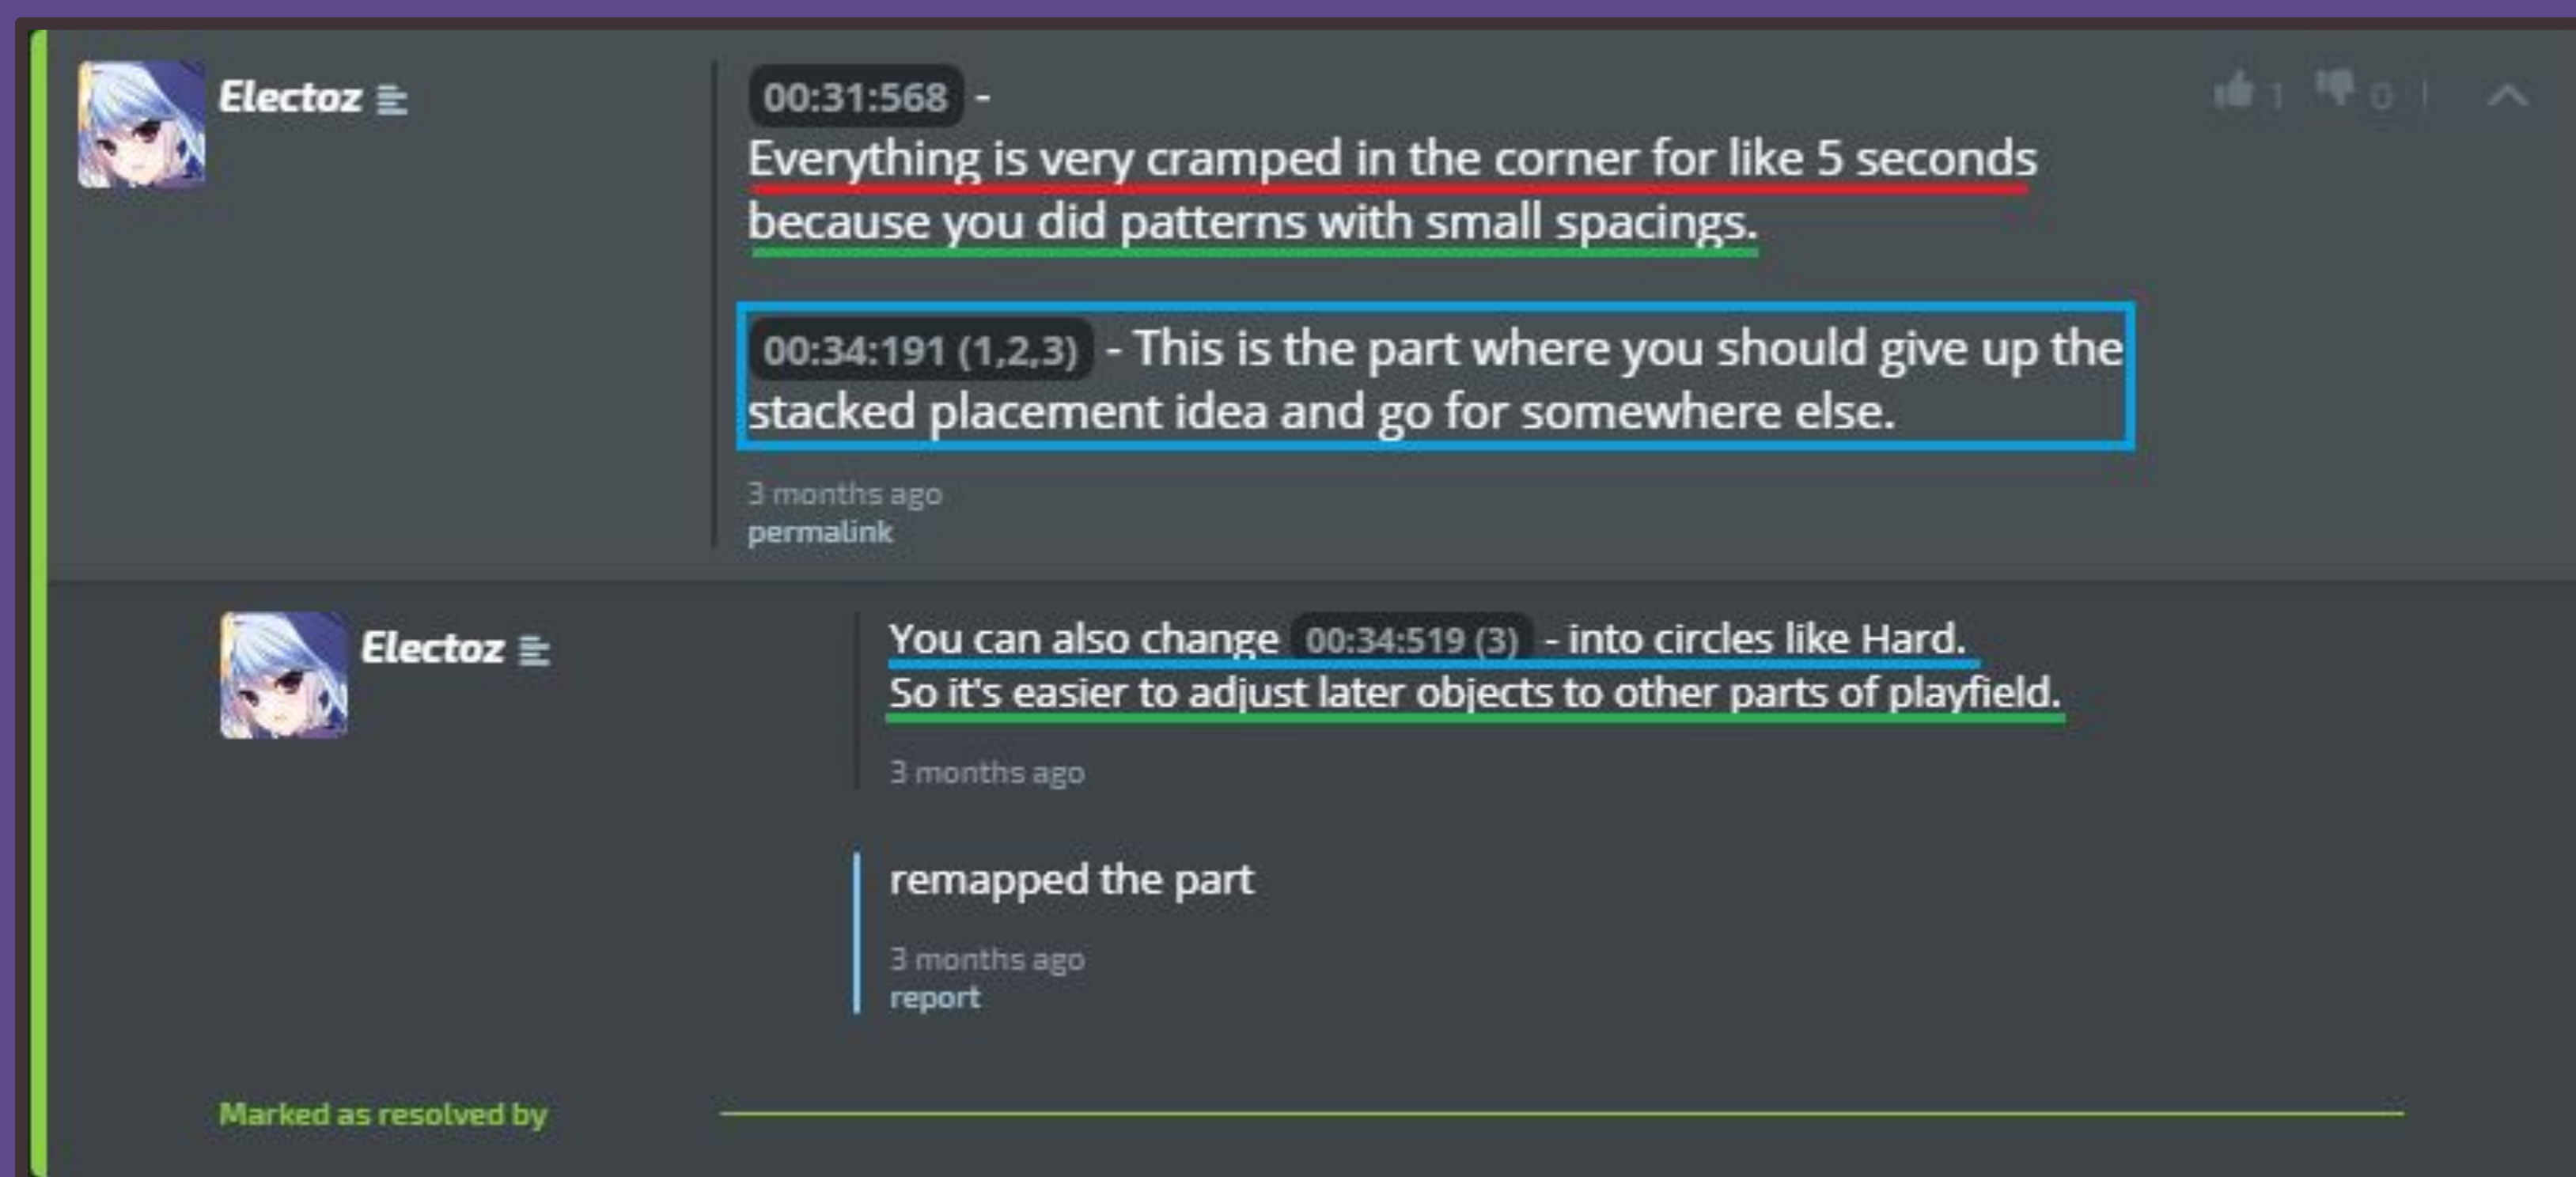 Electoz
00:31:568 -
1 0
Everything is very cramped in the corner for like 5 seconds
because you did patterns with small spacings.
00:34:191 (1,2,3) - This is the part where you should give up the
stacked placement idea and go for somewhere else.
3 months ago
permalink
Electoz
You can also change 00:34:519 (3) - into circles like Hard.
So it's easier to adjust later objects to other parts of playfield.
3 months ago
remapped the part
3 months ago
report
Marked as resolved by